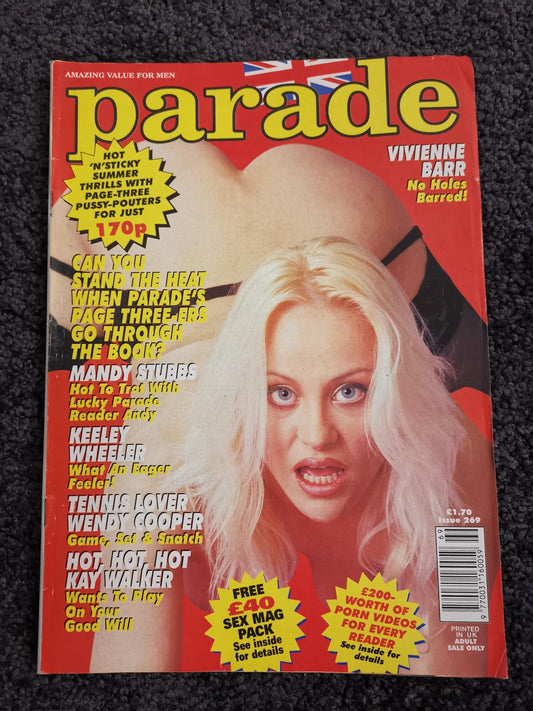 AMAZING VALUE FOR MEN
parade
HOT
'N'STICKY
SUMMER
THRILLS WITH
PAGE-THREE
PUSSY-POUTERS
FOR JUST
170p
VIVIENNE
BARR
No Holes
Barred!
CAN YOU
STAND THE HEAT
WHEN PARADE'S
PAGE THREE-ERS
GO THROUGH
THE BOOK?
MANDY STUBBS
Hot To Trot With
Lucky Parade
Reader Andy
KEELEY
WHEELER
What An Eager
Feeler!
TENNIS LOVER
WENDY COOPER
Game, Set & Snatch
HOT, HOT, HOT
KAY WALKER
Wants To Play
On Your
Good Will
FREE
£40
SEX MAG
PACK
See inside
for details
£200-
WORTH OF
PORN VIDEOS
FOR EVERY
READER
See inside for
details
£1.70
Issue 269
69
9 770031 160059
PRINTED
IN UK
ADULT
SALE ONLY